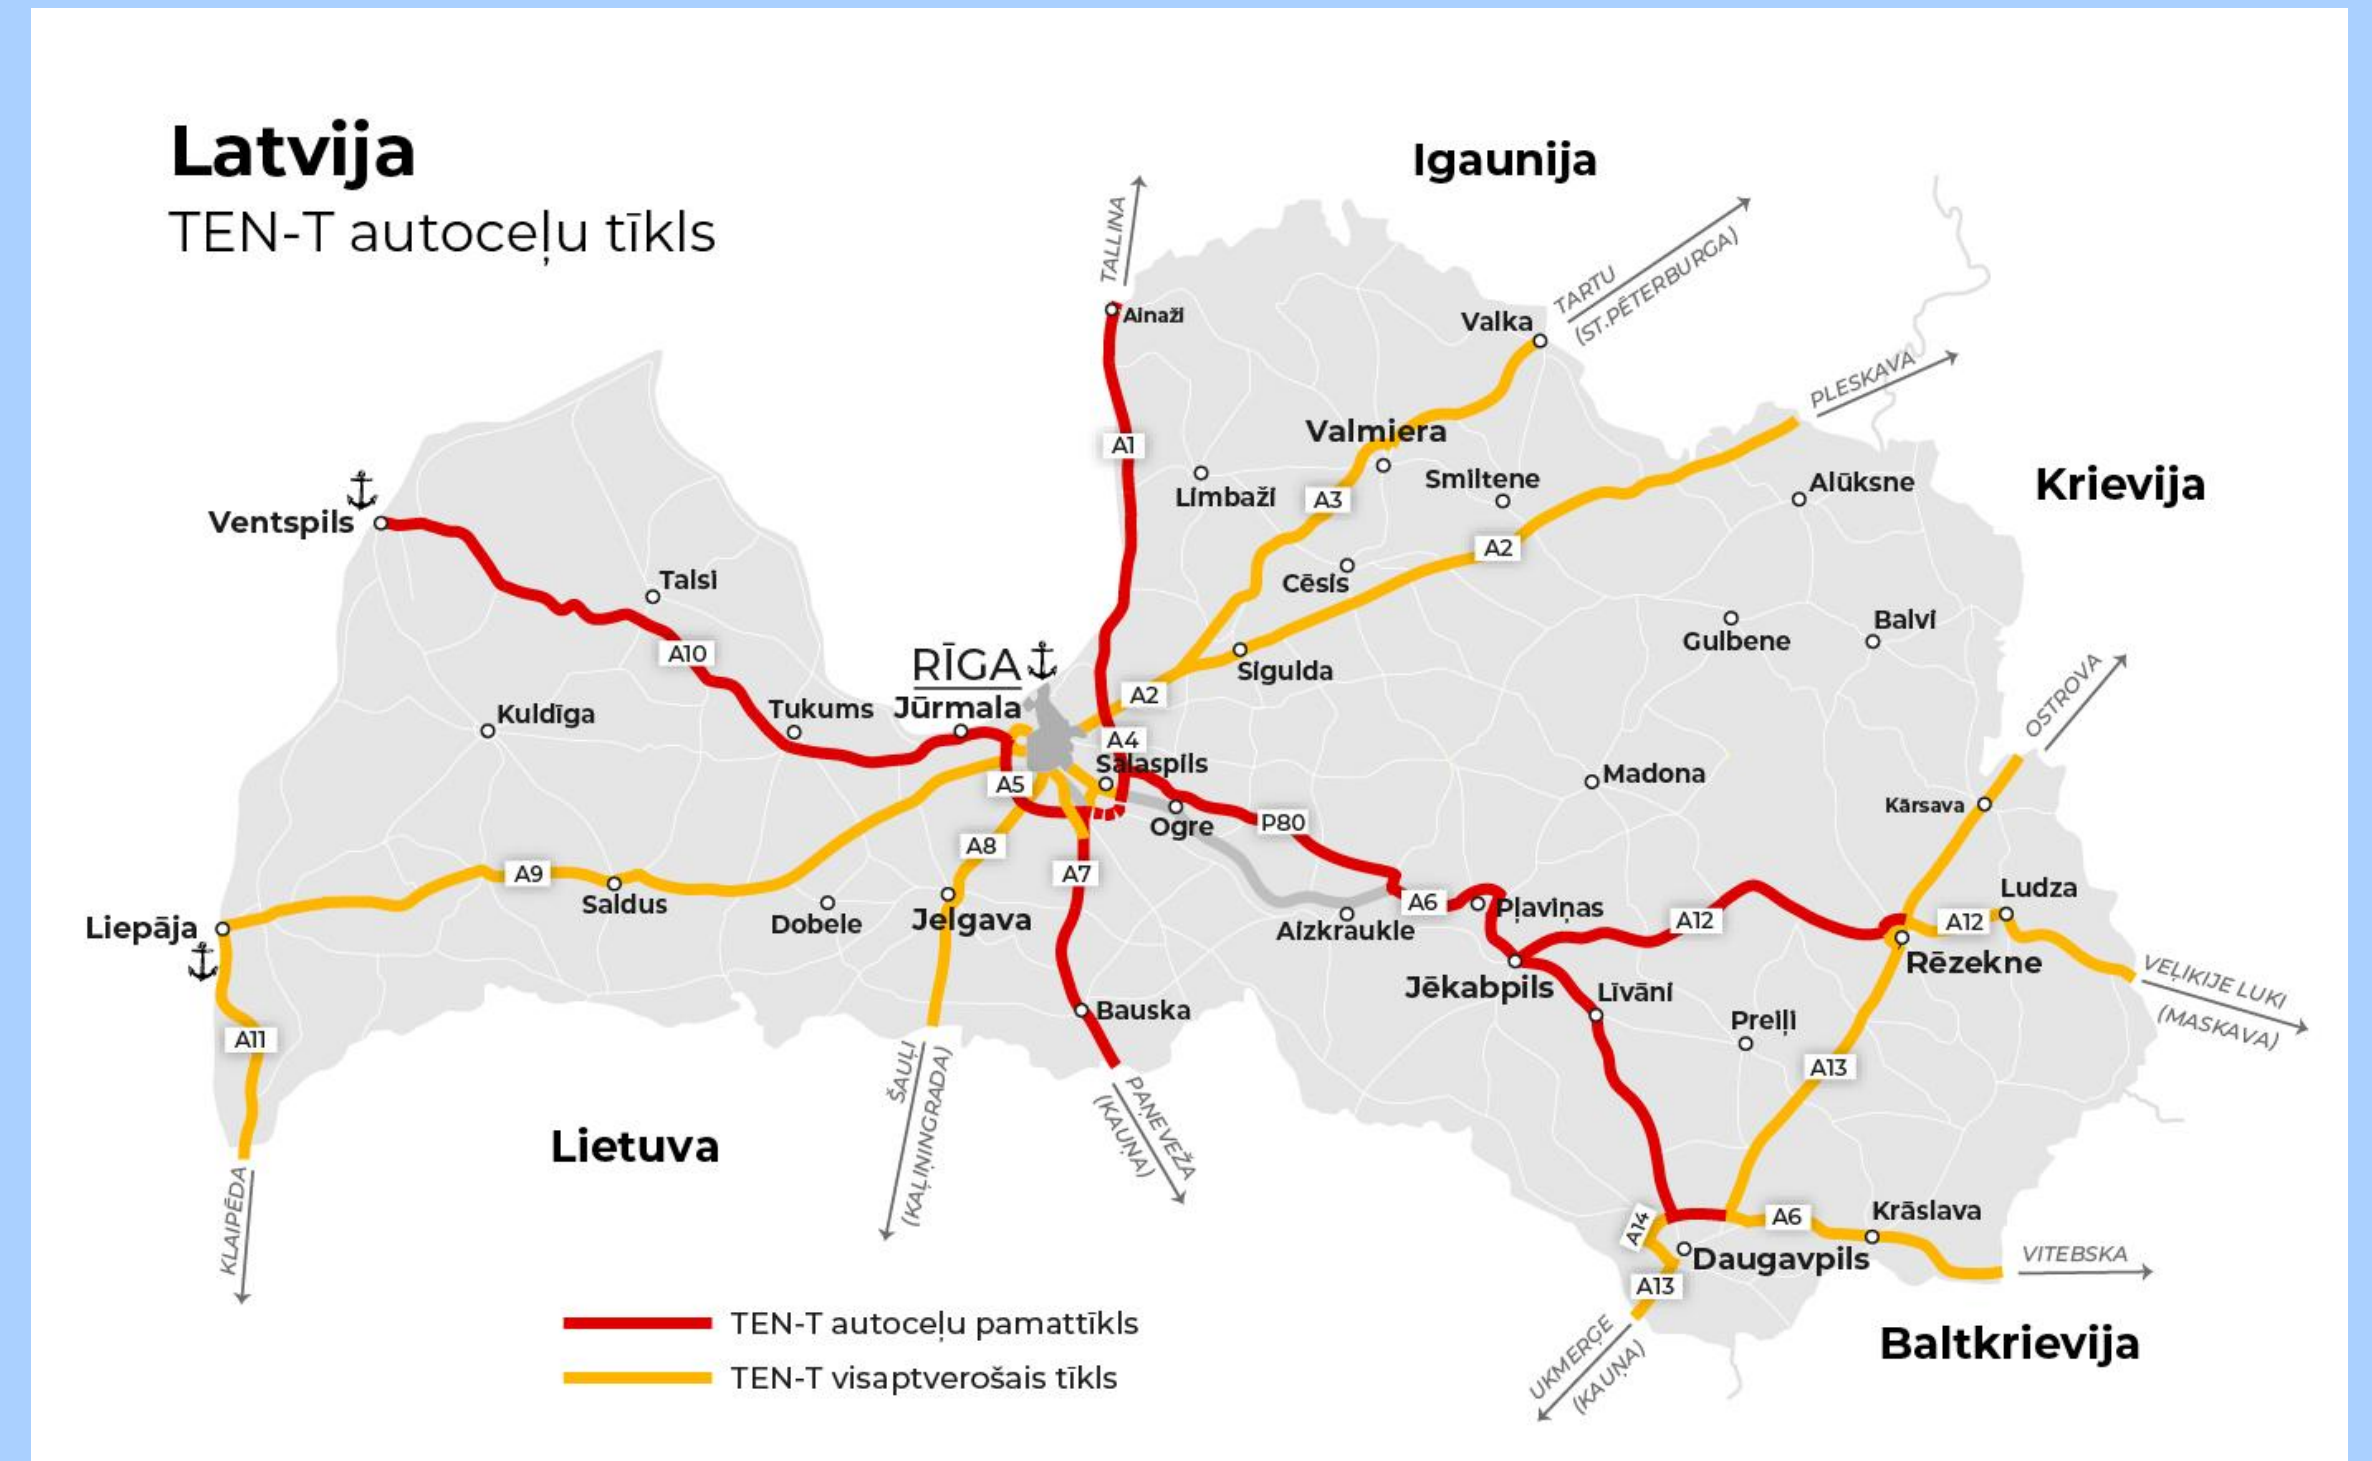 Latvija
TEN-T autoceļu tīkls
Igaunija
TALLINA
TARTU
(ST.PĒTERBURGA)
Ainaži
Valka
PLESKAVA
Valmiera
A1
Krievija
Limbaži
A3
Smiltene
Alūksne
Ventspils
A2
Talsi
Cēsis
Balvi
Gulbene
A10
RĪGA
Sigulda
OSTROVA
A2
Kuldīga
Tukums
Jūrmala
A4
Salaspils
Madona
A5
Kārsava
Ogre
P80
A8
A9
A7
Ludza
Saldus
A6
Pļaviņas
A12
A12
Liepāja
Dobele
Jelgava
Aizkraukle
Rēzekne
Jēkabpils
Līvāni
VEĻIKIJE LUKI
(MASKAVA)
Bauska
Preiļi
A11
A13
ŠAUĻI
(KAĻIŅINGRADA)
PAŅEVEŽA
(KAUŅA)
Lietuva
KLAIPĒDA
A14
A6
Krāslava
Daugavpils
VITEBSKA
A13
UKMERĢE
(KAUŅA)
Baltkrievija
TEN-T autoceļu pamattīkls
TEN-T visaptverošais tīkls